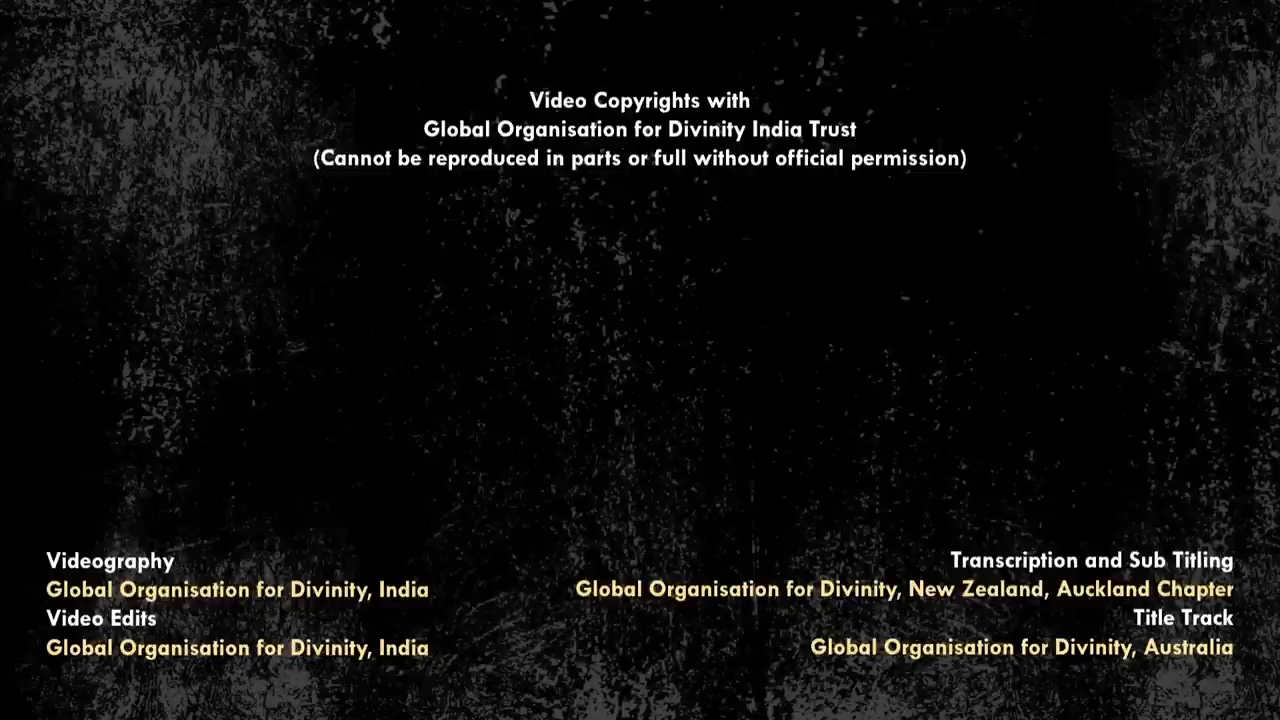 Video Copyrights with
Global Organisation for Divinity India Trust
(Cannot be reproduced in parts or full without official permission)
Videography
Global Organisation for Divinity, India
Video Edits
Global Organisation for Divinity, India
Transcription and Sub Titling
Global Organisation for Divinity, New Zealand, Auckland Chapter
Title Track
Global Organisation for Divinity, Australia